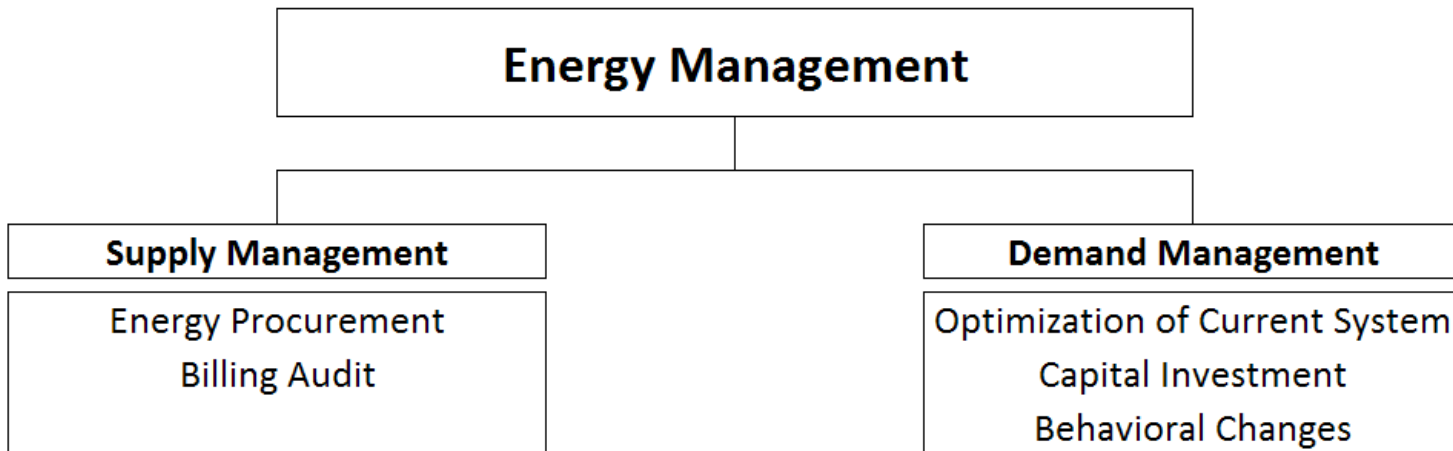 Energy Management
Supply Management
Energy Procurement
Billing Audit
Demand Management
Optimization of Current System
Capital Investment
Behavioral Changes